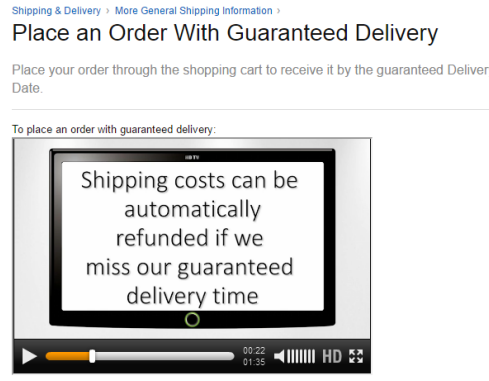 Shipping & Delivery › More General Shipping Information ›
Place an Order With Guaranteed Delivery
Place your order through the shopping cart to receive it by the guaranteed Deliver
Date.
To place an order with guaranteed delivery:
HDTV
Shipping costs can be
automatically
refunded if we
miss our guaranteed
delivery time
00:22
01:35
HD